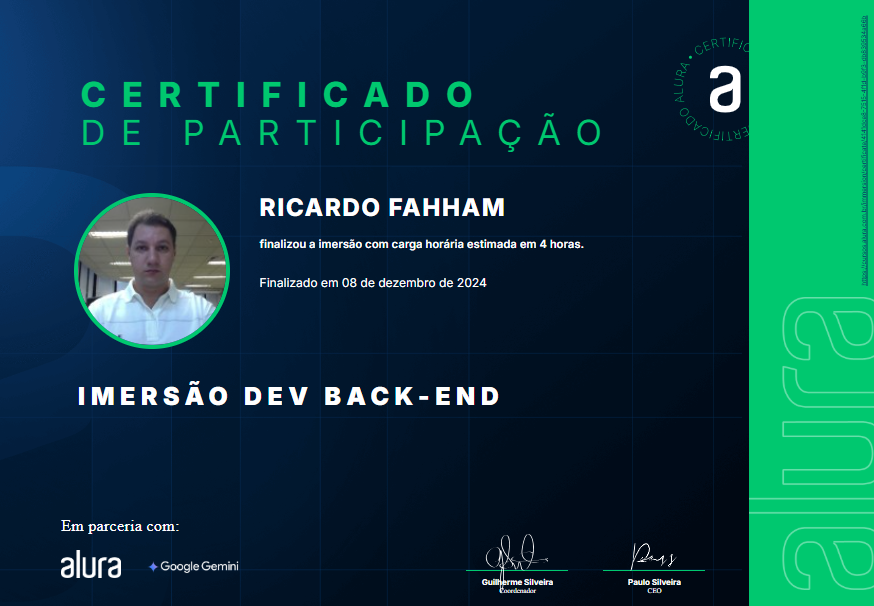 CERTIFICADO
DE PARTICIPAÇÃO
ALURA • CERTIFIC
CERTIFICADO
a
RICARDO FAHHAM
finalizou a imersão com carga horária estimada em 4 horas.
Finalizado em 08 de dezembro de 2024
IMERSÃO DEV BACK-END
Em parceria com:
alura
Google Gemini
Guilherme Silveira
Coordenador
Paulo Silveira
CEO
alura